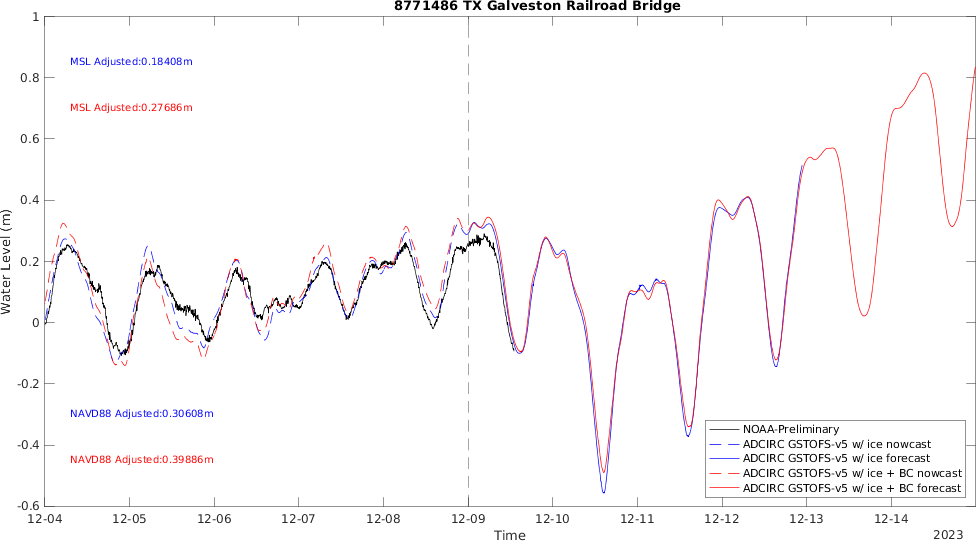 8771486 TX Galveston Railroad Bridge
1
0.8
0.6
0.4
0.2
0
-0.2
-0.4
-0.6
Water Level (m)
MSL Adjusted:0.18408m
MSL Adjusted:0.27686m
NAVD88 Adjusted:0.30608m
NAVD88 Adjusted:0.39886m
NOAA-Preliminary
ADCIRC GSTOFS-v5 w/ ice nowcast
ADCIRC GSTOFS-v5 w/ ice forecast
ADCIRC GSTOFS-v5 w/ ice + BC nowcast
ADCIRC GSTOFS-v5 w/ ice + BC forecast
12-04 12-05 12-06 12-07 12-08 12-09 12-10 12-11 12-12 12-13 12-14
Time
2023